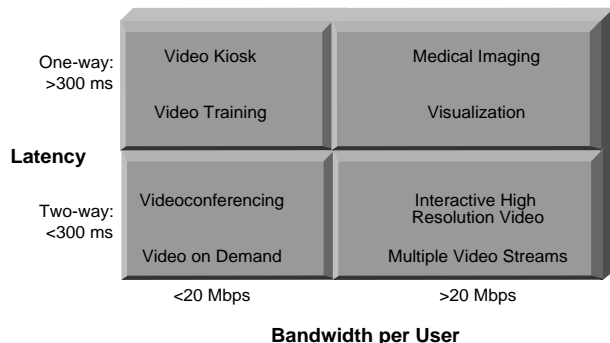 One-way:
>300 ms
Video Kiosk
Medical Imaging
Video Training
Visualization
Latency
Two-way:
<300 ms
Videoconferencing
Interactive High
Resolution Video
Video on Demand
Multiple Video Streams
<20 Mbps
>20 Mbps
Bandwidth per User